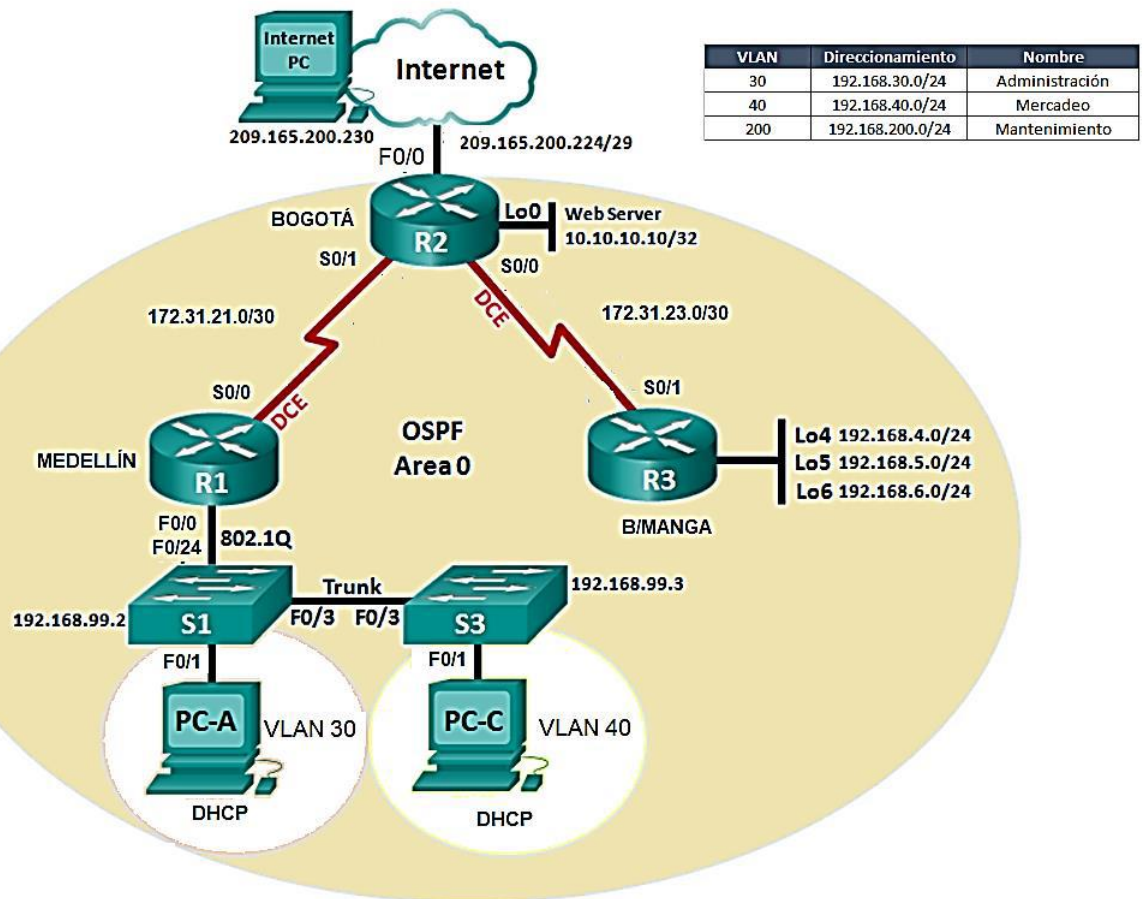 Internet
PC
Internet
209.165.200.230
209.165.200.224/29
F0/0
VLAN Direccionamiento Nombre
30 192.168.30.0/24 Administración
40 192.168.40.0/24 Mercadeo
200 192.168.200.0/24 Mantenimiento
BOGOTÁ
R2
Lo0
Web Server
10.10.10.10/32
S0/1
S0/0
DCE
172.31.21.0/30
172.31.23.0/30
S0/0
DCE
S0/1
OSPF
Area 0
MEDELLÍN
R1
R3
B/MANGA
Lo4 192.168.4.0/24
Lo5 192.168.5.0/24
Lo6 192.168.6.0/24
F0/0
F0/24
802.1Q
Trunk
192.168.99.3
192.168.99.2
S1
F0/3
F0/3
S3
F0/1
F0/1
PC-A
VLAN 30
PC-C
VLAN 40
DHCP
DHCP